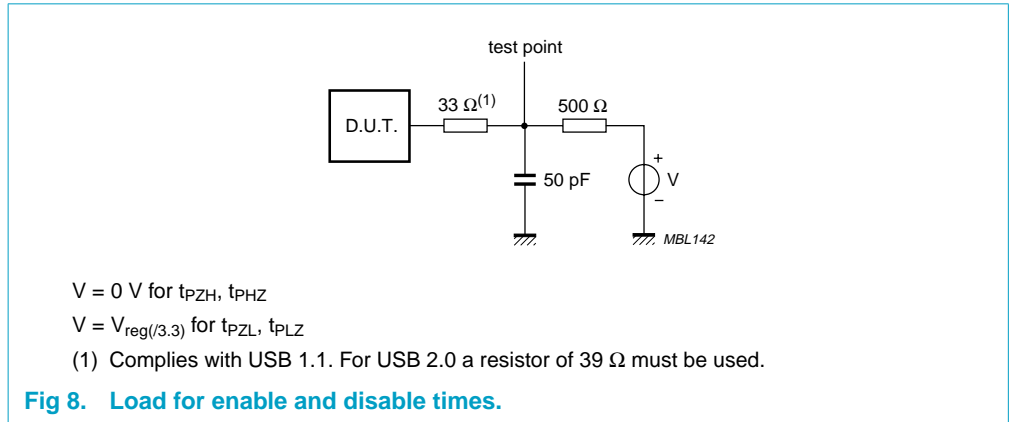 test point
D.U.T.
33 Ω(1)
500 Ω
50 pF
+
V
−
MBL142
V = 0 V for tPZH, tPHZ
V = Vreg(/3.3) for tPZL, tPLZ
(1) Complies with USB 1.1. For USB 2.0 a resistor of 39 Ω must be used.
Fig 8. Load for enable and disable times.